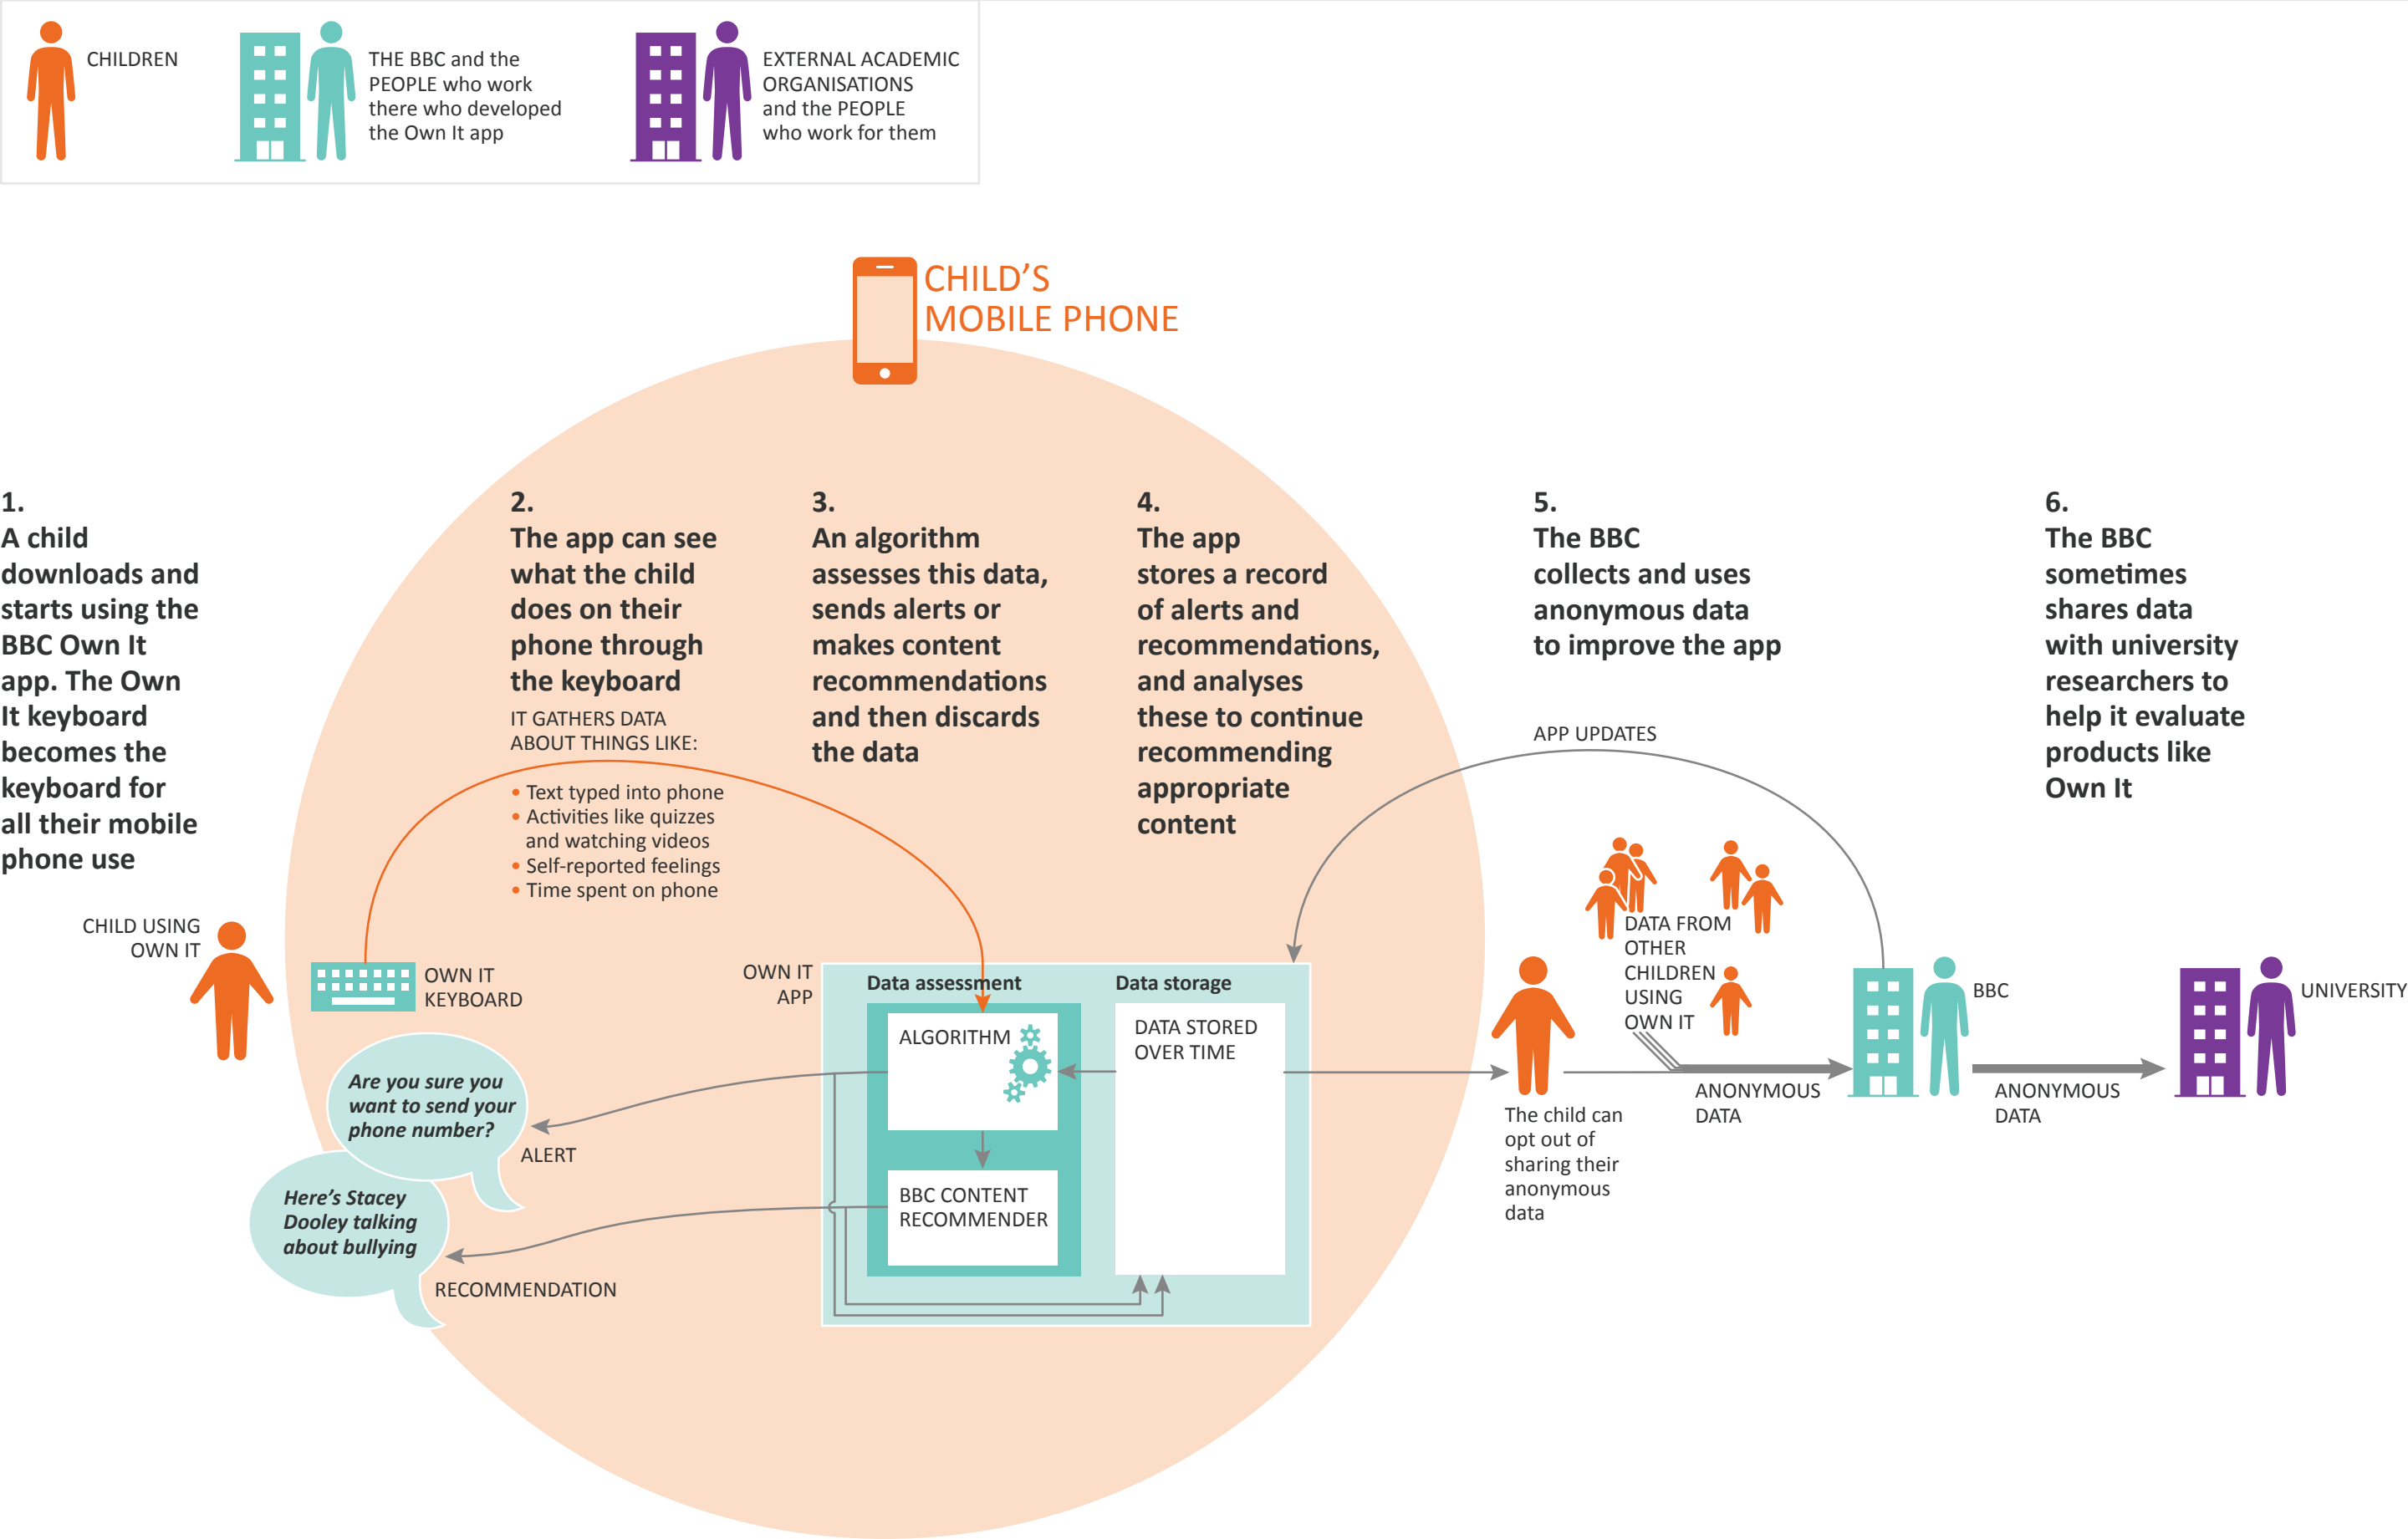 CHILDREN
THE BBC and the
PEOPLE who work
there who developed
the Own It app
EXTERNAL ACADEMIC
ORGANISATIONS
and the PEOPLE
who work for them
CHILD’S
MOBILE PHONE
1.
A child
downloads and
starts using the
BBC Own It
app. The Own
It keyboard
becomes the
keyboard for
all their mobile
phone use
2.
The app can see
what the child
does on their
phone through
the keyboard
IT GATHERS DATA
ABOUT THINGS LIKE:
• Text typed into phone
• Activities like quizzes
and watching videos
• Self-reported feelings
• Time spent on phone
3.
An algorithm
assesses this data,
sends alerts or
makes content
recommendations
and then discards
the data
4.
The app
stores a record
of alerts and
recommendations,
and analyses
these to continue
recommending
appropriate
content
5.
The BBC
collects and uses
anonymous data
to improve the app
6.
The BBC
sometimes
shares data
with university
researchers to
help it evaluate
products like
Own It
APP UPDATES
CHILD USING
OWN IT
OWN IT
KEYBOARD
OWN IT
APP
Data assessment
Data storage
ALGORITHM
DATA STORED
OVER TIME
BBC CONTENT
RECOMMENDER
Are you sure you
want to send your
phone number?
ALERT
Here’s Stacey
Dooley talking
about bullying
RECOMMENDATION
The child can
opt out of
sharing their
anonymous
data
DATA FROM
OTHER
CHILDREN
USING
OWN IT
ANONYMOUS
DATA
BBC
ANONYMOUS
DATA
UNIVERSITY